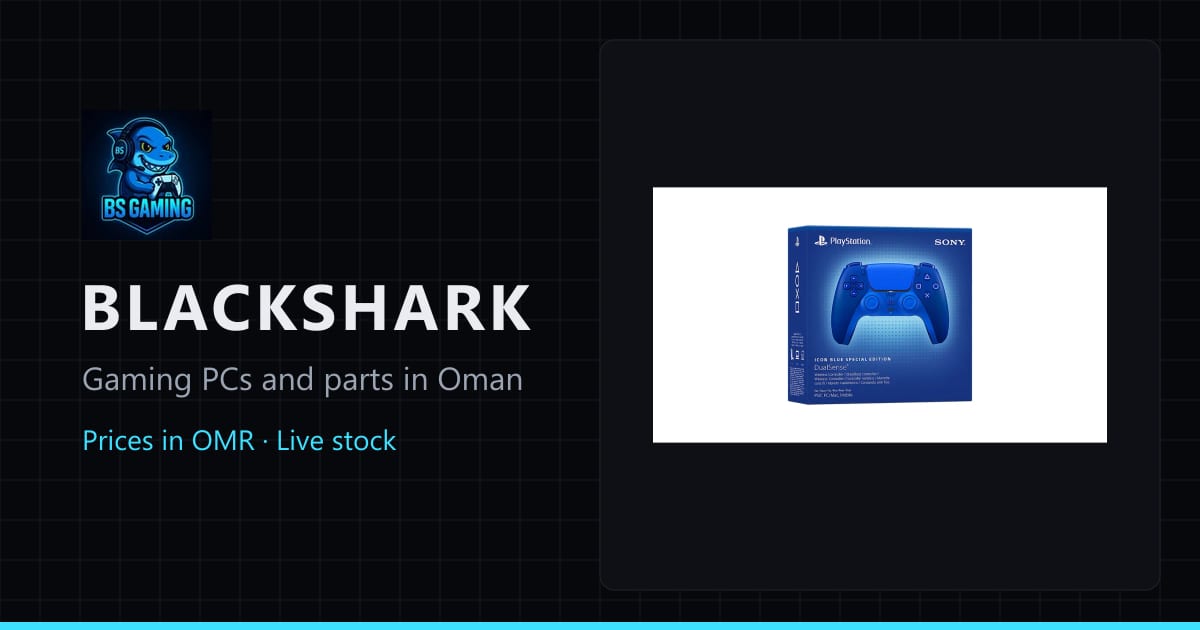 BS
BS GAMING
BLACKSHARK
Gaming PCs and parts in Oman
Prices in OMR · Live stock
PlayStation
SONY
ICON BLUE SPECIAL EDITION
DualSense